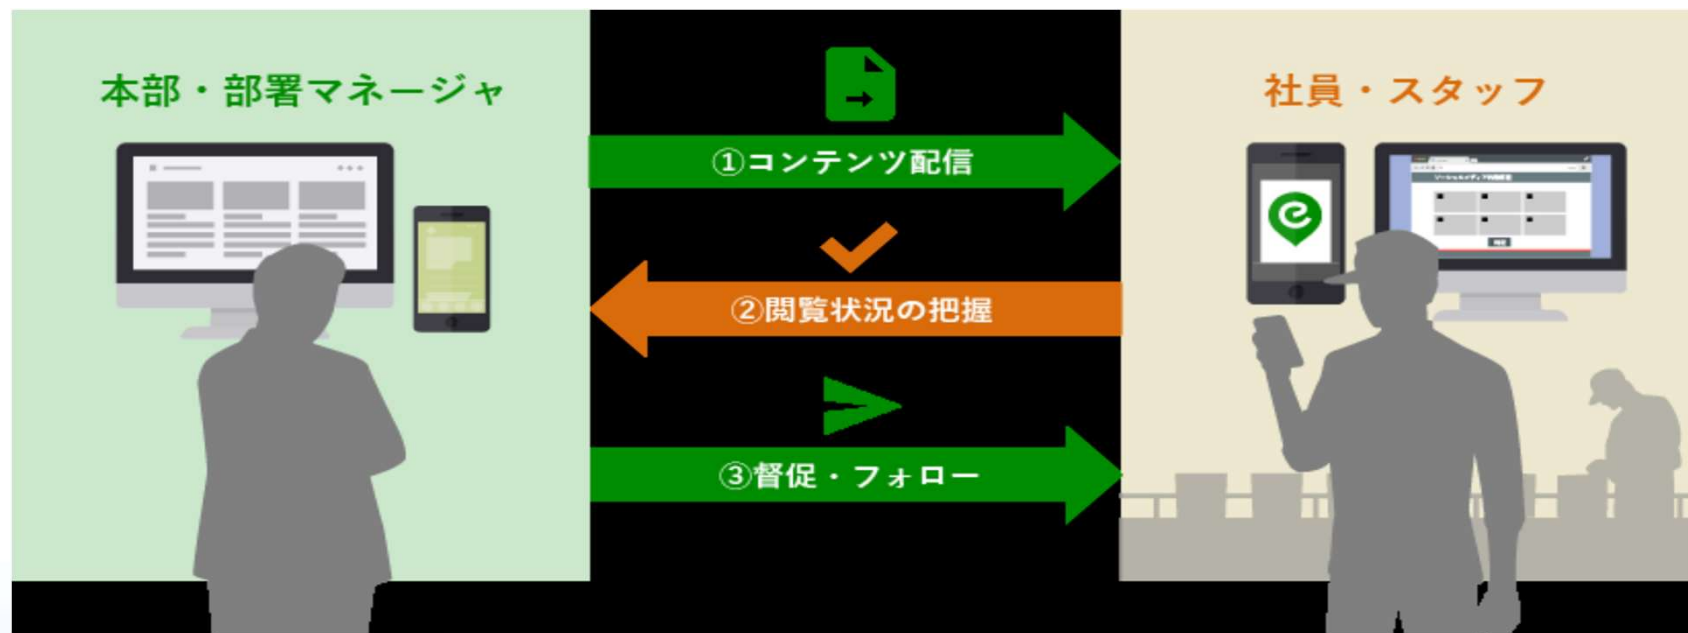 本部・部署マネージャ
①コンテンツ配信
②閲覧状況の把握
③督促・フォロー
社員・スタッフ